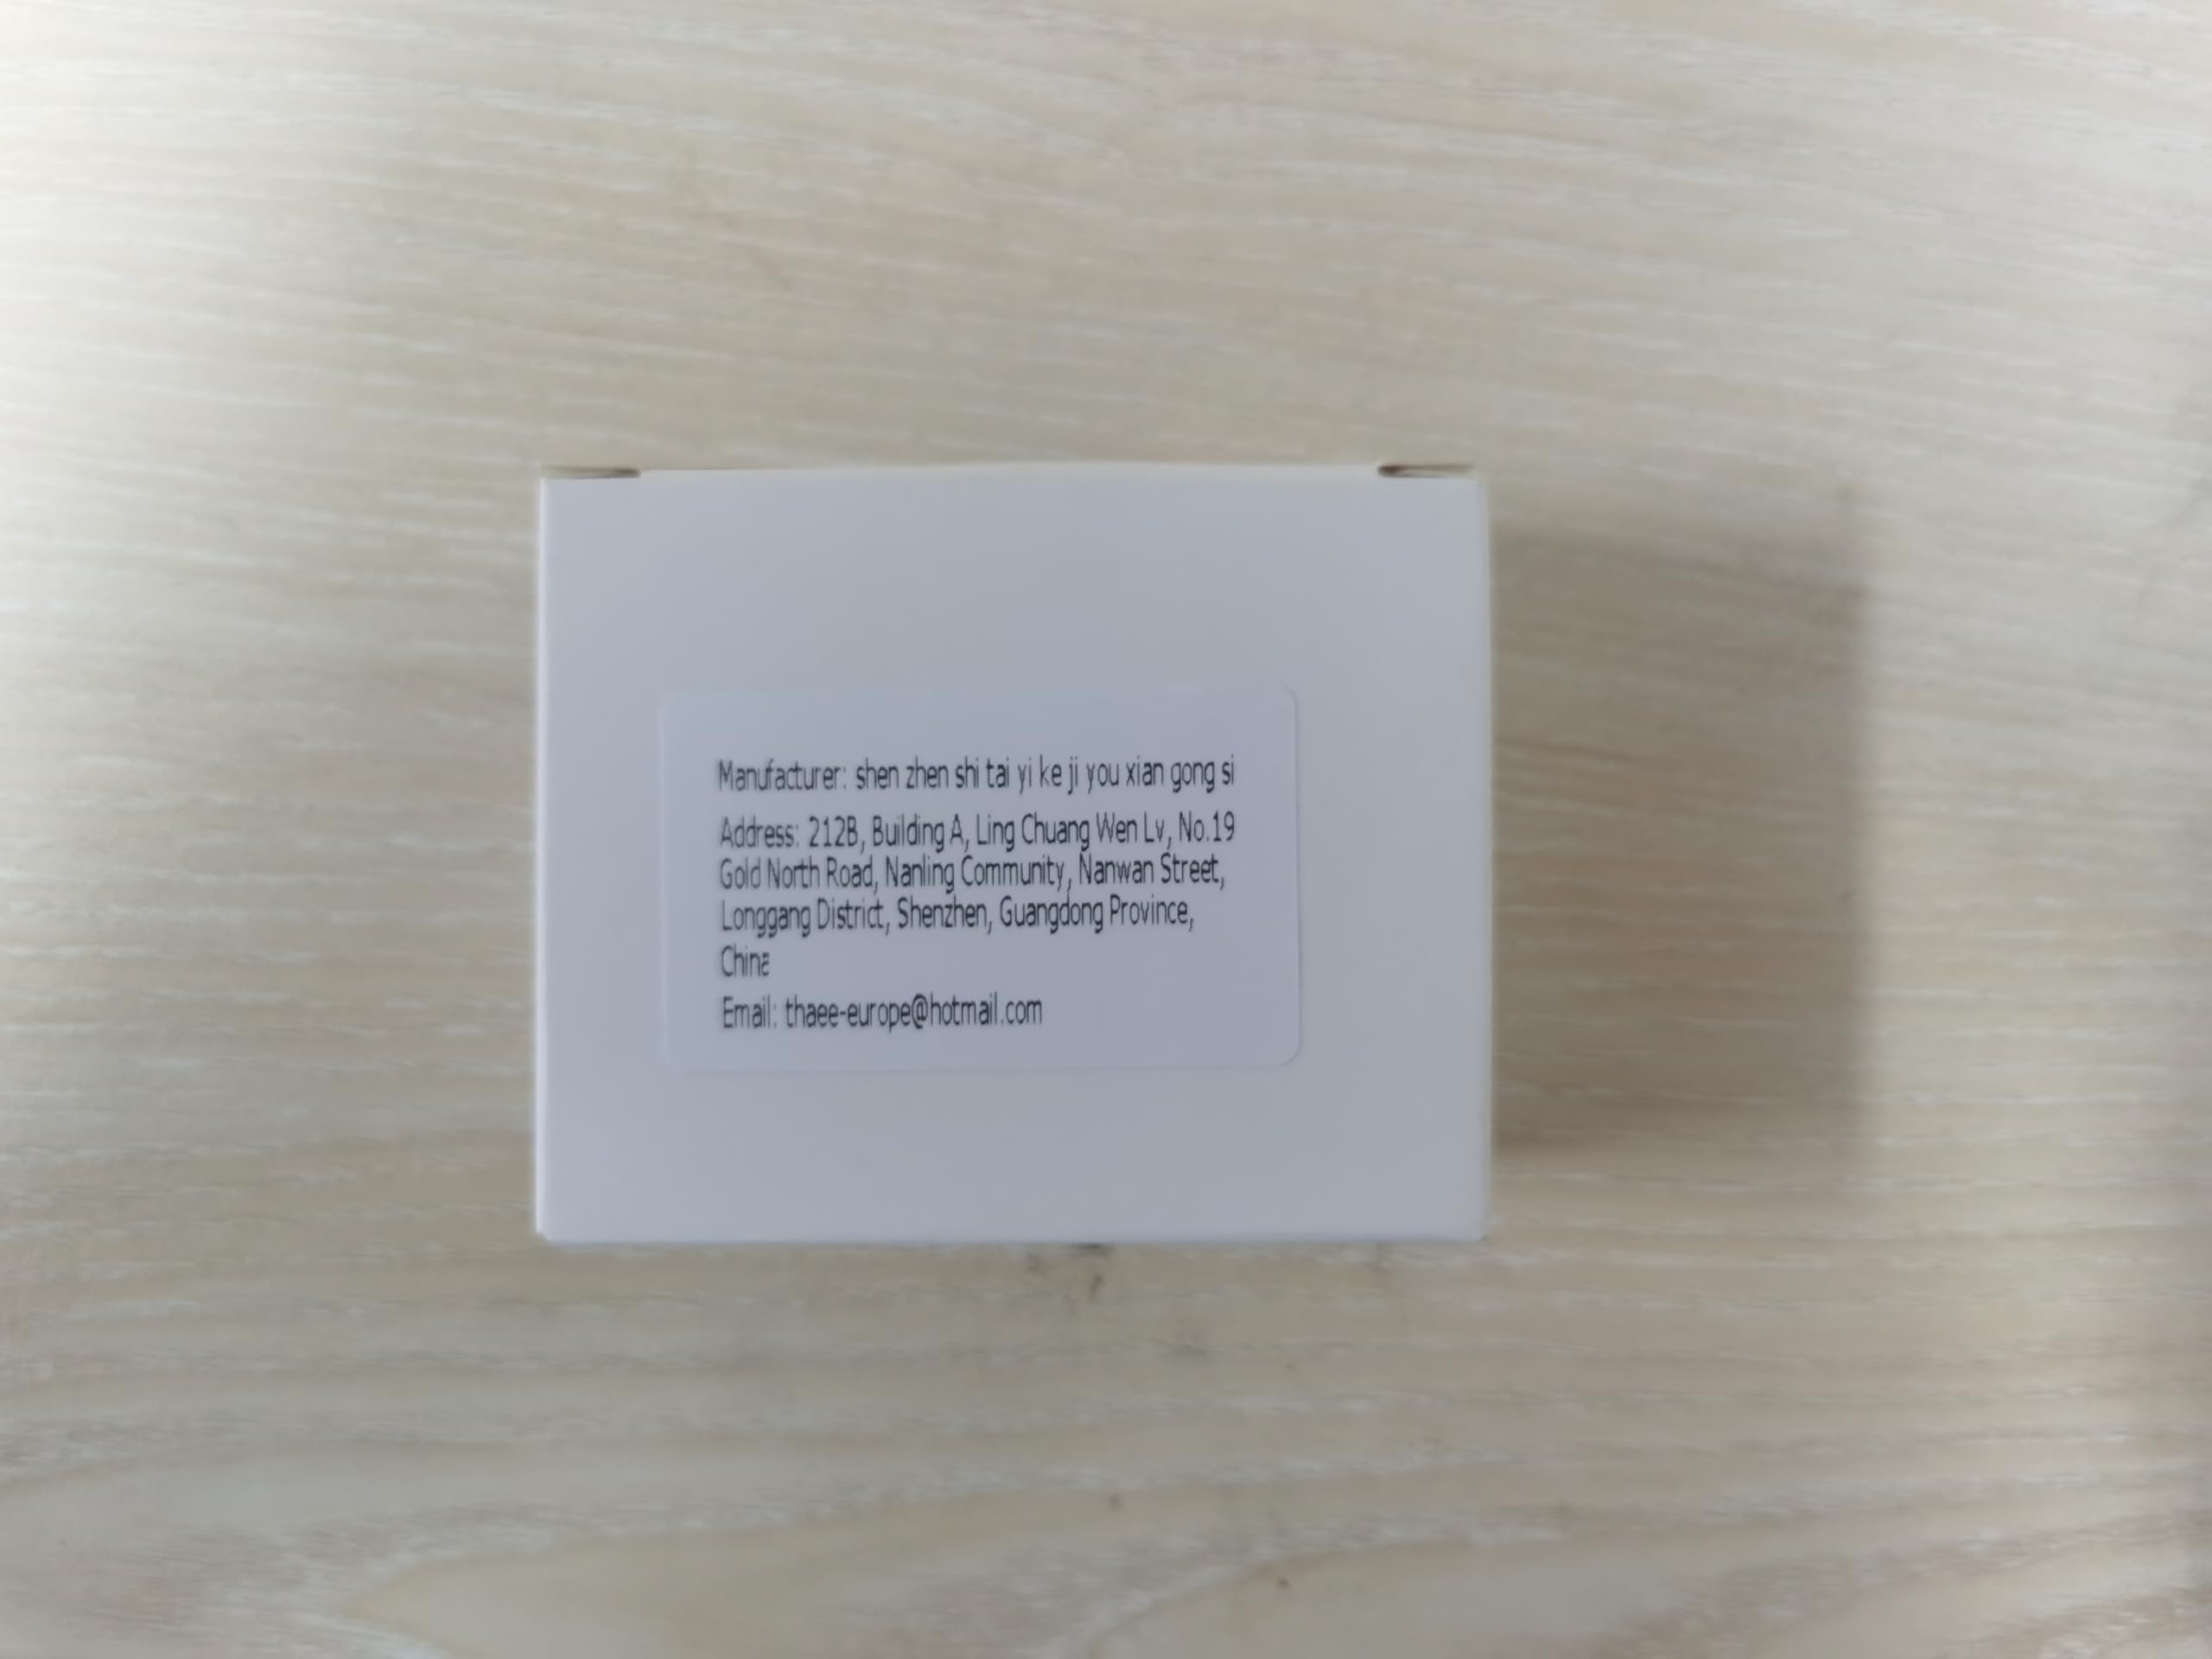 Manufacturer: shen zhen shi tai yi ke ji you xian gong si
Address: 212B, Building A, Ling Chuang Wen Lv, No.19
Gold North Road, Nanling Community, Nanwan Street,
Longgang District, Shenzhen, Guangdong Province,
China
Email: thaee-europe@hotmail.com